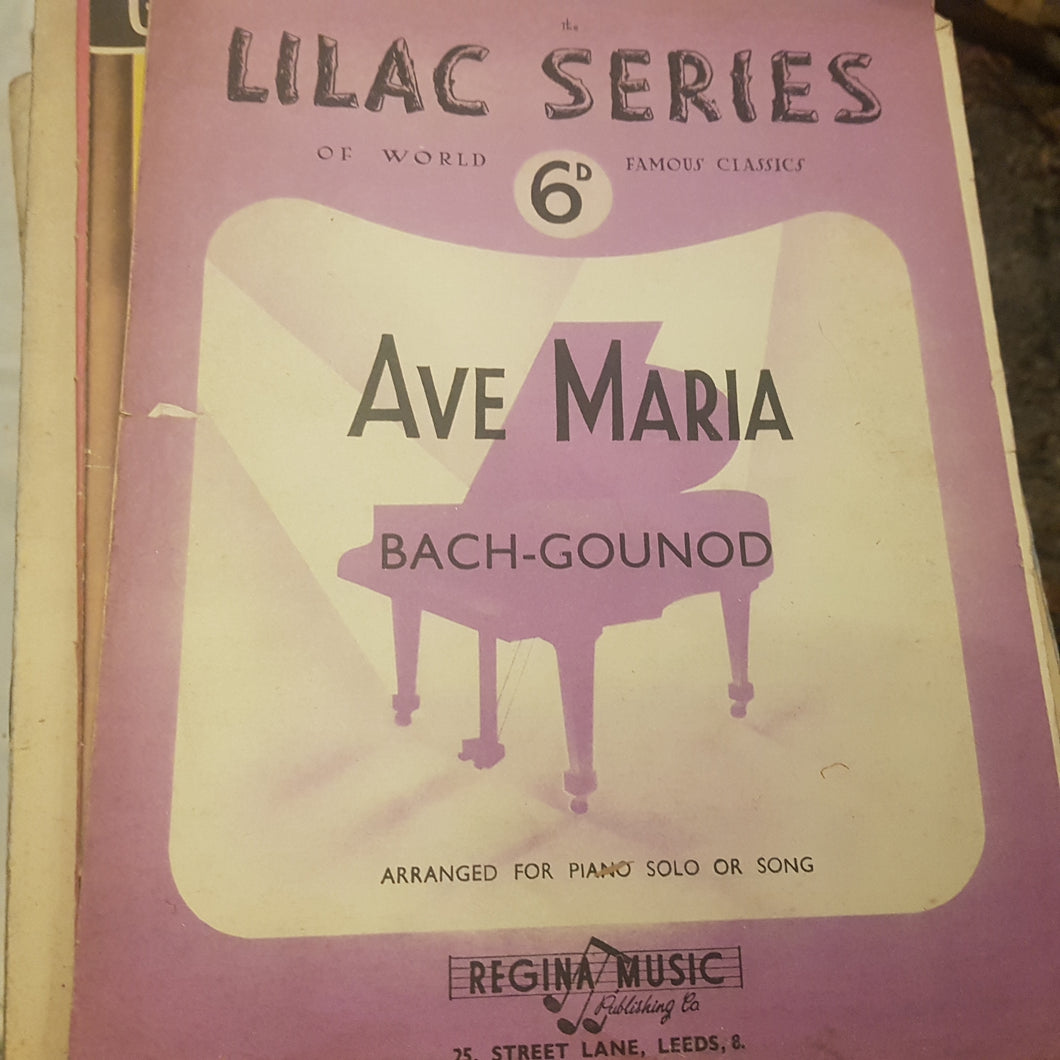 The
LILAC SERIES
OF WORLD FAMOUS CLASSICS
6D
AVE MARIA
BACH-GOUNOD
ARRANGED FOR PIANO SOLO OR SONG
REGINA MUSIC
Publishing Co
25, STREET LANE, LEEDS, 8.